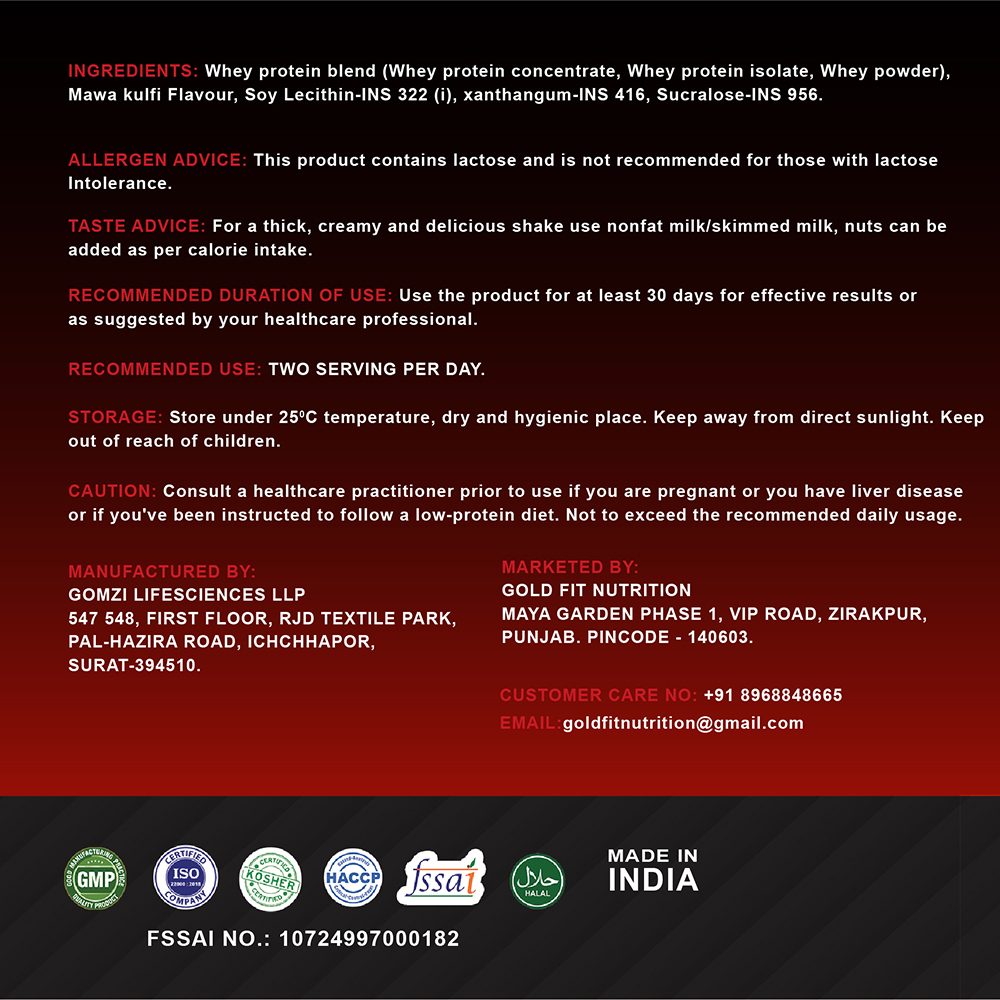 INGREDIENTS: Whey protein blend (Whey protein concentrate, Whey protein isolate, Whey powder),
Mawa kulfi Flavour, Soy Lecithin-INS 322 (i), xanthangum-INS 416, Sucralose-INS 956.
ALLERGEN ADVICE: This product contains lactose and is not recommended for those with lactose
Intolerance.
TASTE ADVICE: For a thick, creamy and delicious shake use nonfat milk/skimmed milk, nuts can be
added as per calorie intake.
RECOMMENDED DURATION OF USE: Use the product for at least 30 days for effective results or
as suggested by your healthcare professional.
RECOMMENDED USE: TWO SERVING PER DAY.
STORAGE: Store under 25⁰C temperature, dry and hygienic place. Keep away from direct sunlight. Keep
out of reach of children.
CAUTION: Consult a healthcare practitioner prior to use if you are pregnant or you have liver disease
or if you've been instructed to follow a low-protein diet. Not to exceed the recommended daily usage.
MANUFACTURED BY:
GOMZI LIFESCIENCES LLP
547 548, FIRST FLOOR, RJD TEXTILE PARK,
PAL-HAZIRA ROAD, ICHCHHAPOR,
SURAT-394510.
MARKETED BY:
GOLD FIT NUTRITION
MAYA GARDEN PHASE 1, VIP ROAD, ZIRAKPUR,
PUNJAB. PINCODE - 140603.
CUSTOMER CARE NO: +91 8968848665
EMAIL:goldfitnutrition@gmail.com
GOOD MANUFACTURING PRACTICE
GMP
QUALITY PRODUCT
CERTIFIED
ISO
22000 : 2018
COMPANY
CERTIFIED
KOSHER
CERTIFIED
HACCP
fssai
حلال
HALAL
MADE IN
INDIA
FSSAI NO.: 10724997000182